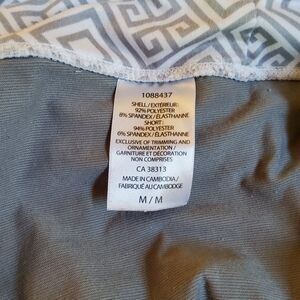 1088437
SHELL / EXTÉRIEUR:
92% POLYESTER
8% SPANDEX / ÉLASTHANNE
SHORT:
94% POLYESTER
6% SPANDEX / ÉLASTHANNE
EXCLUSIVE OF TRIMMING AND
ORNAMENTATION /
GARNITURE ET DÉCORATION
NON COMPRISES
CA 38313
MADE IN CAMBODIA /
FABRIQUÉ AU CAMBODGE
M / M